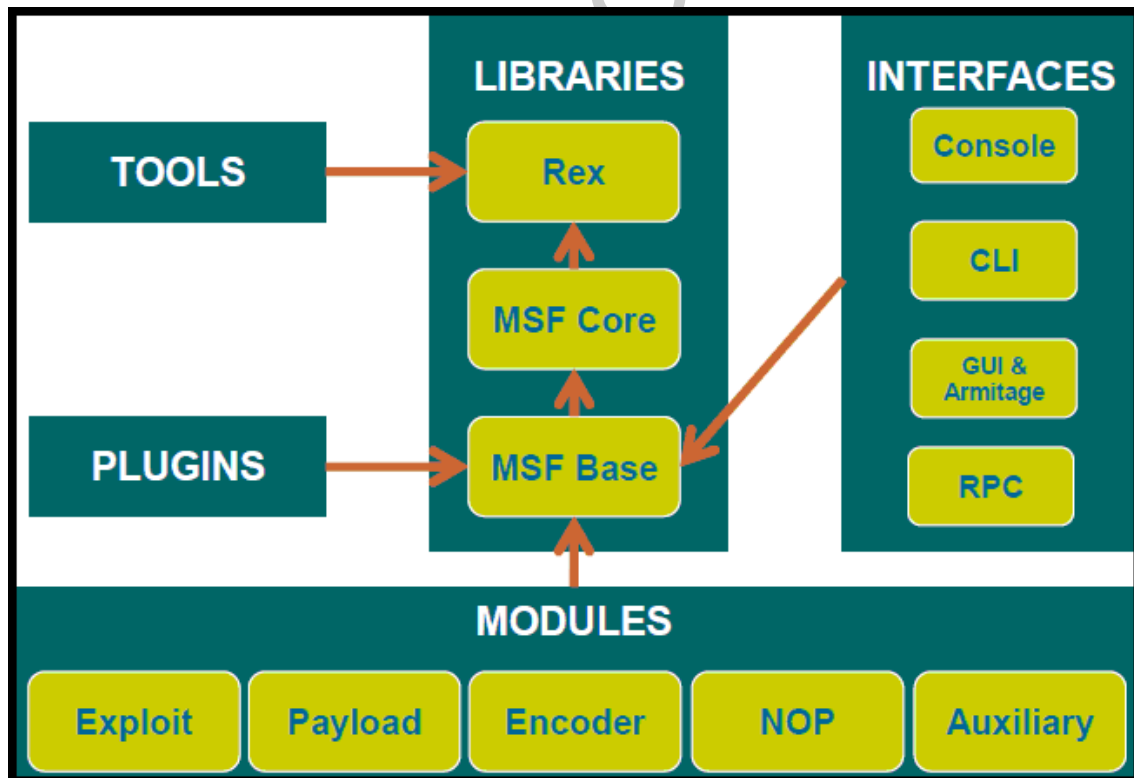 LIBRARIES
INTERFACES
TOOLS
Rex
Console
MSF Core
CLI
GUI &
Armitage
PLUGINS
MSF Base
RPC
MODULES
Exploit
Payload
Encoder
NOP
Auxiliary